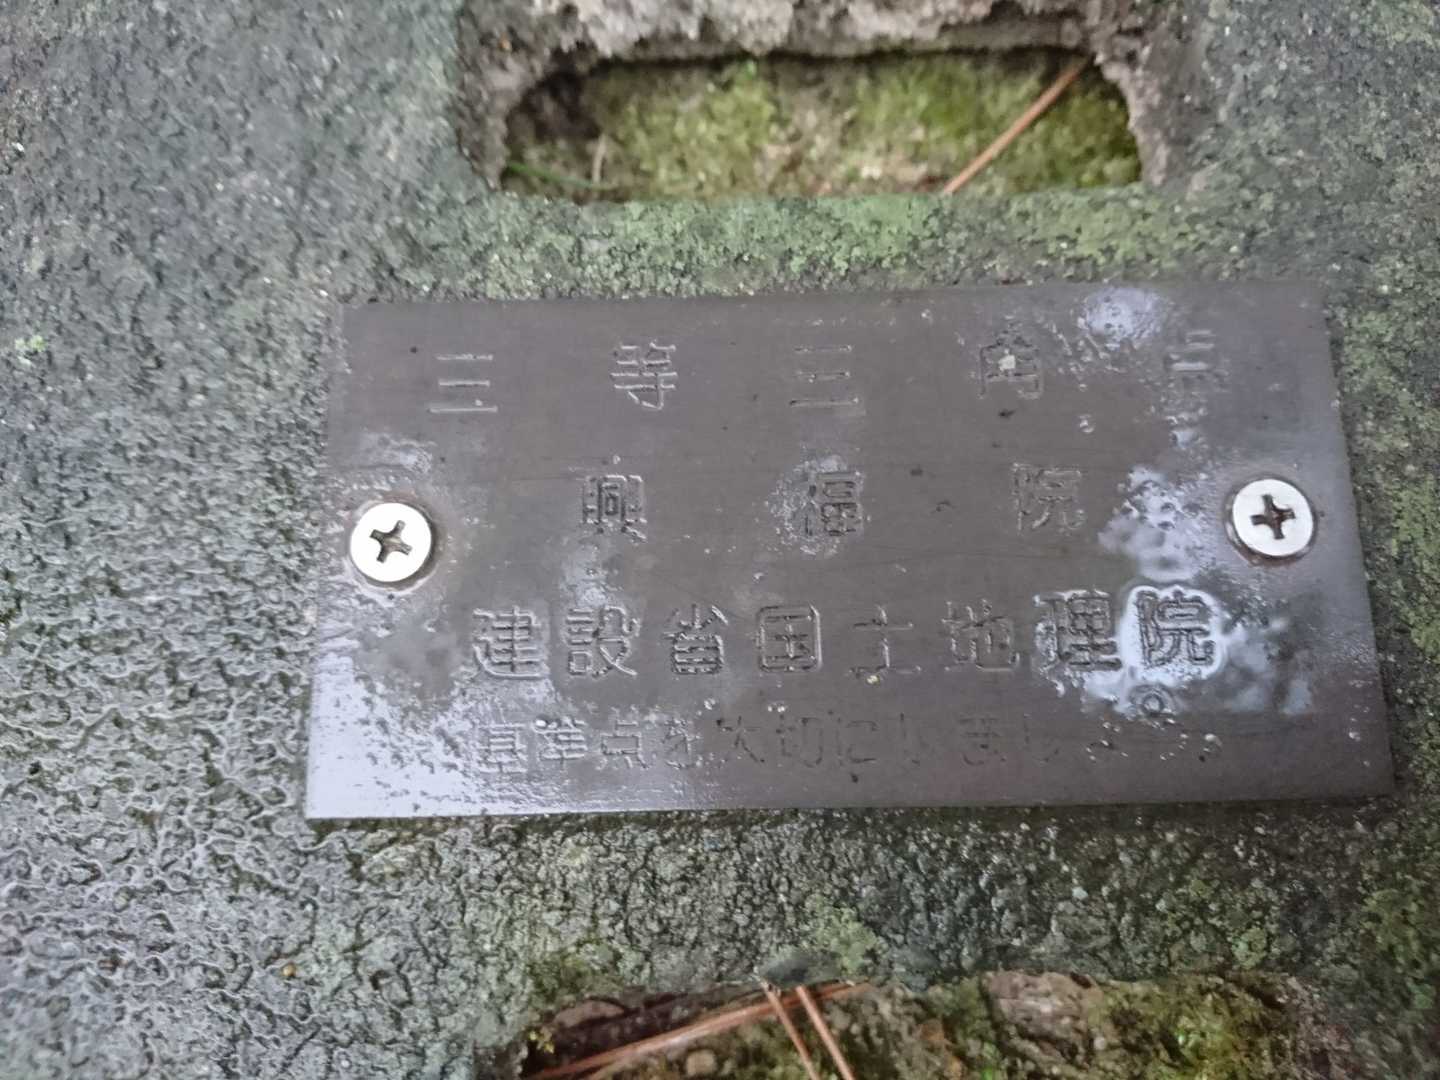 三等三角点
興福院
建設省国土地理院
基準点を大切にしましょう。